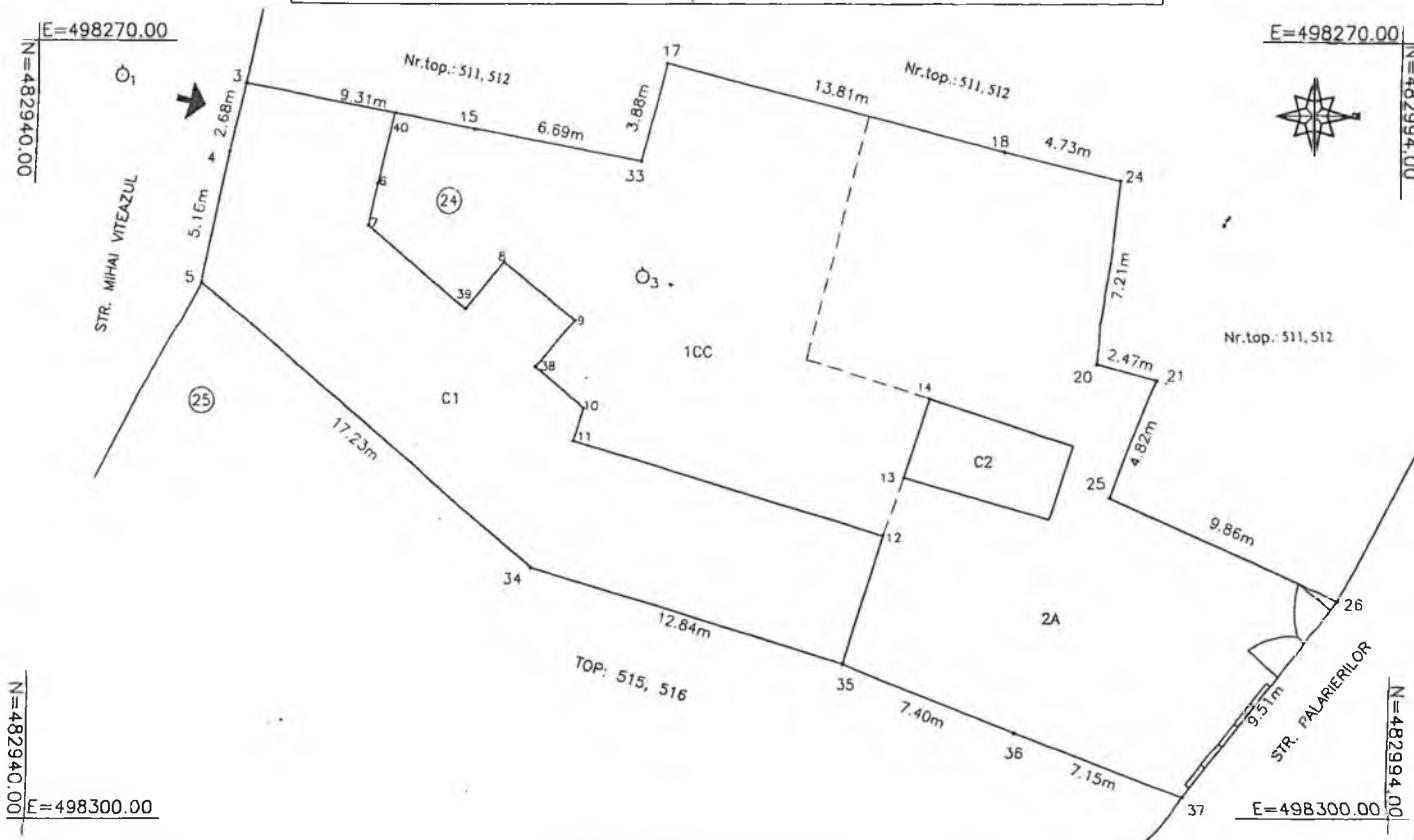 E=498270.00
N=482940.00
1
3
2.68m
4
5.16m
5
STR. MIHAI VITEAZUL
25
9.31m
Nr.top.: 511, 512
40
15
6.69m
33
3.88m
17
13.81m
Nr.top.: 511, 512
18
4.73m
24
E=498270.00
N=482994.00
6
24
7
8
39
9
38
10
11
3
1CC
C1
17.23m
34
12.84m
TOP: 515, 516
35
7.40m
36
7.15m
37
12
13
14
C2
7.21m
20
2.47m
21
4.82m
25
Nr.top.: 511, 512
9.86m
26
2A
9.51m
STR. PALARIERILOR
N=482940.00
E=498300.00
E=498300.00
N=482994.00